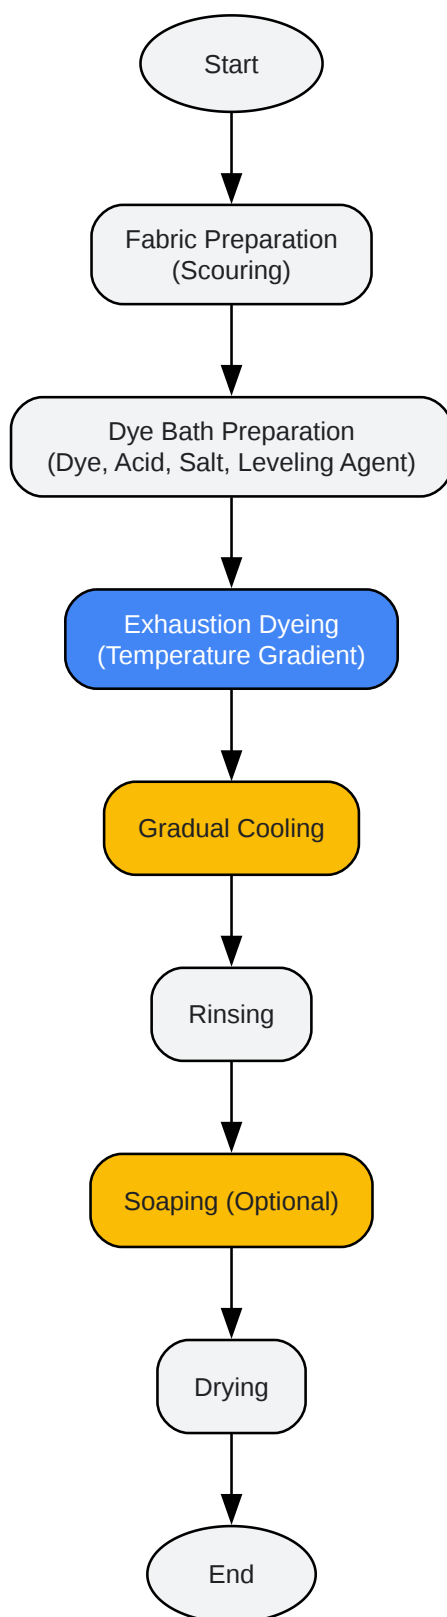 Start
Fabric Preparation
(Scouring)
Dye Bath Preparation
(Dye, Acid, Salt, Leveling Agent)
Exhaustion Dyeing
(Temperature Gradient)
Gradual Cooling
Rinsing
Soaping (Optional)
Drying
End